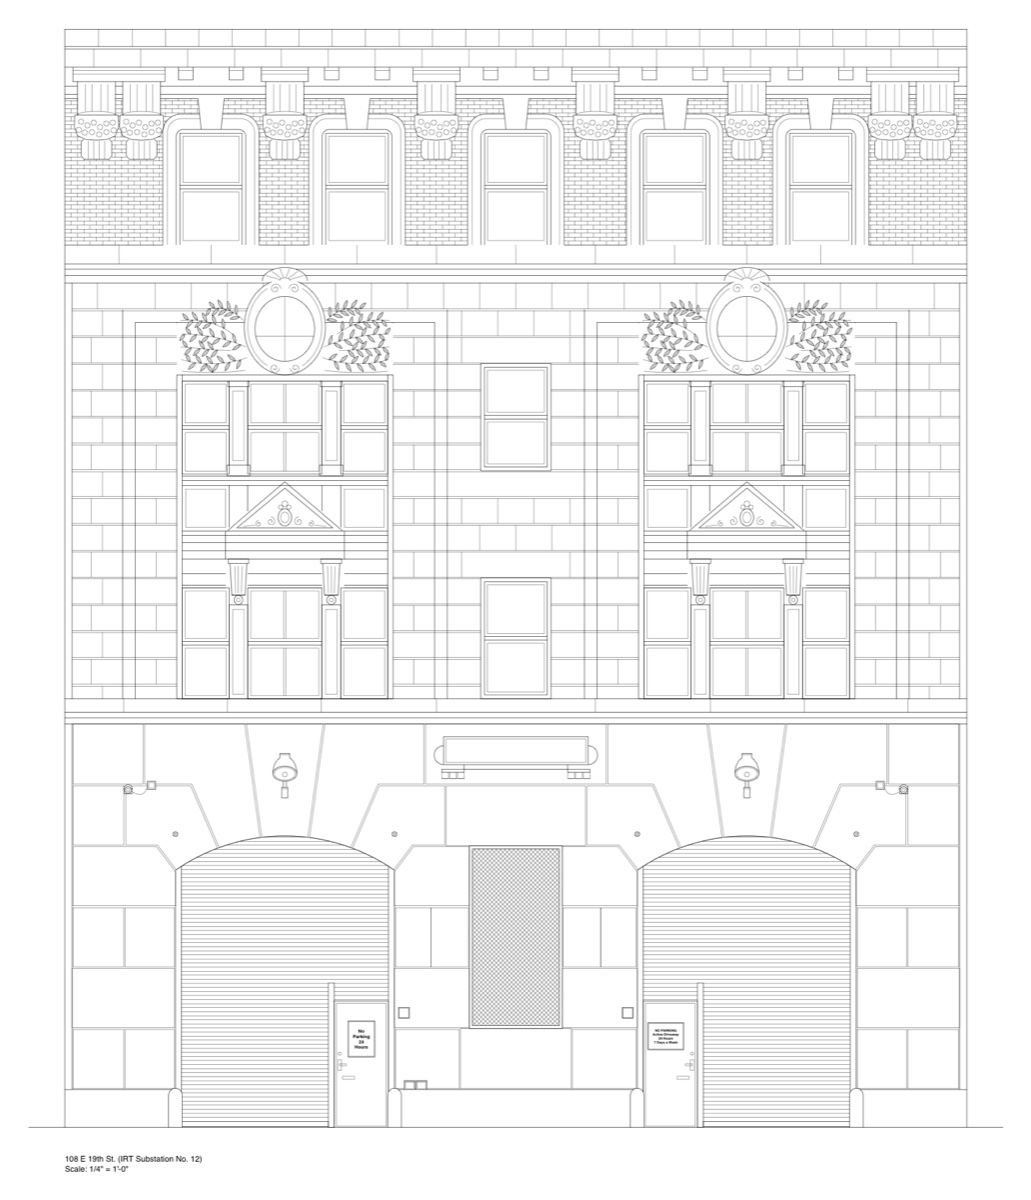 No
Parking
24
Hours
NO PARKING
Active Driveway
24 Hours
7 Days a Week
108 E 19th St. (IRT Substation No. 12)
Scale: 1/4" = 1'-0"